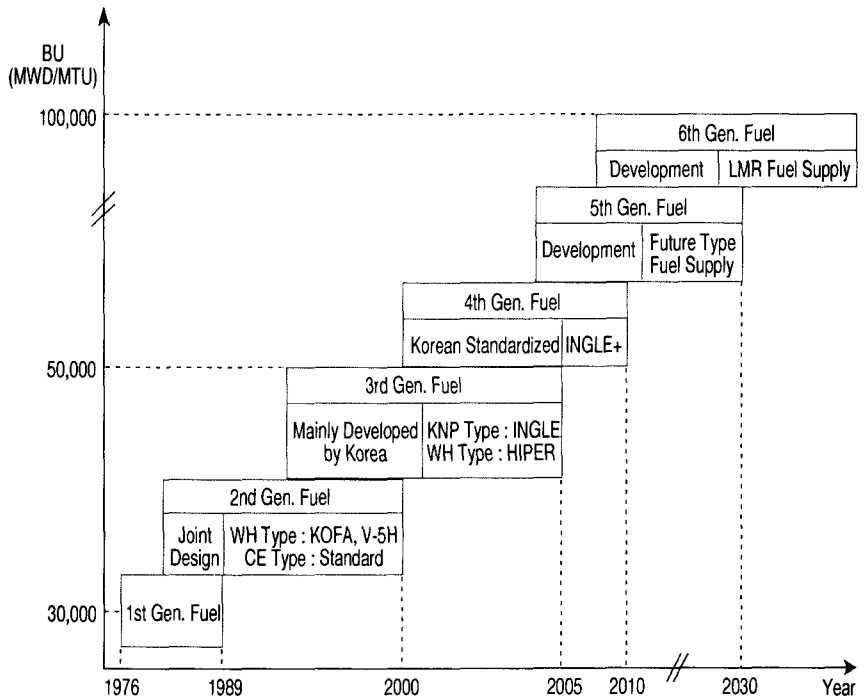 BU
(MWD/MTU)
100,000
6th Gen. Fuel
Development
LMR Fuel Supply
5th Gen. Fuel
Development
Future Type
Fuel Supply
4th Gen. Fuel
Korean Standardized
INGLE+
50,000
3rd Gen. Fuel
Mainly Developed
by Korea
KNP Type : INGLE
WH Type : HIPER
2nd Gen. Fuel
Joint
Design
WH Type : KOFA, V-5H
CE Type : Standard
30,000
1st Gen. Fuel
1976
1989
2000
2005
2010
2030
Year